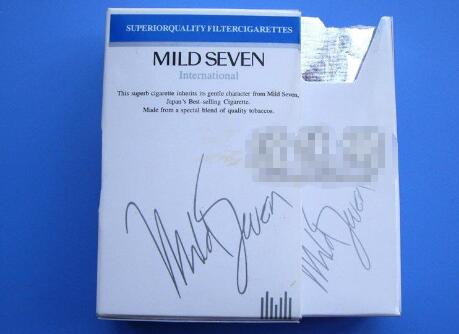 SUPERIORQUALITY FILTERCIGARETTES
MILD SEVEN
International
This superb cigarette inherits its gentle character from Mild Seven,
Japan's Best-selling Cigarette.
Made from a special blend of quality tobaccos.
Mild Seven
Mild Seven